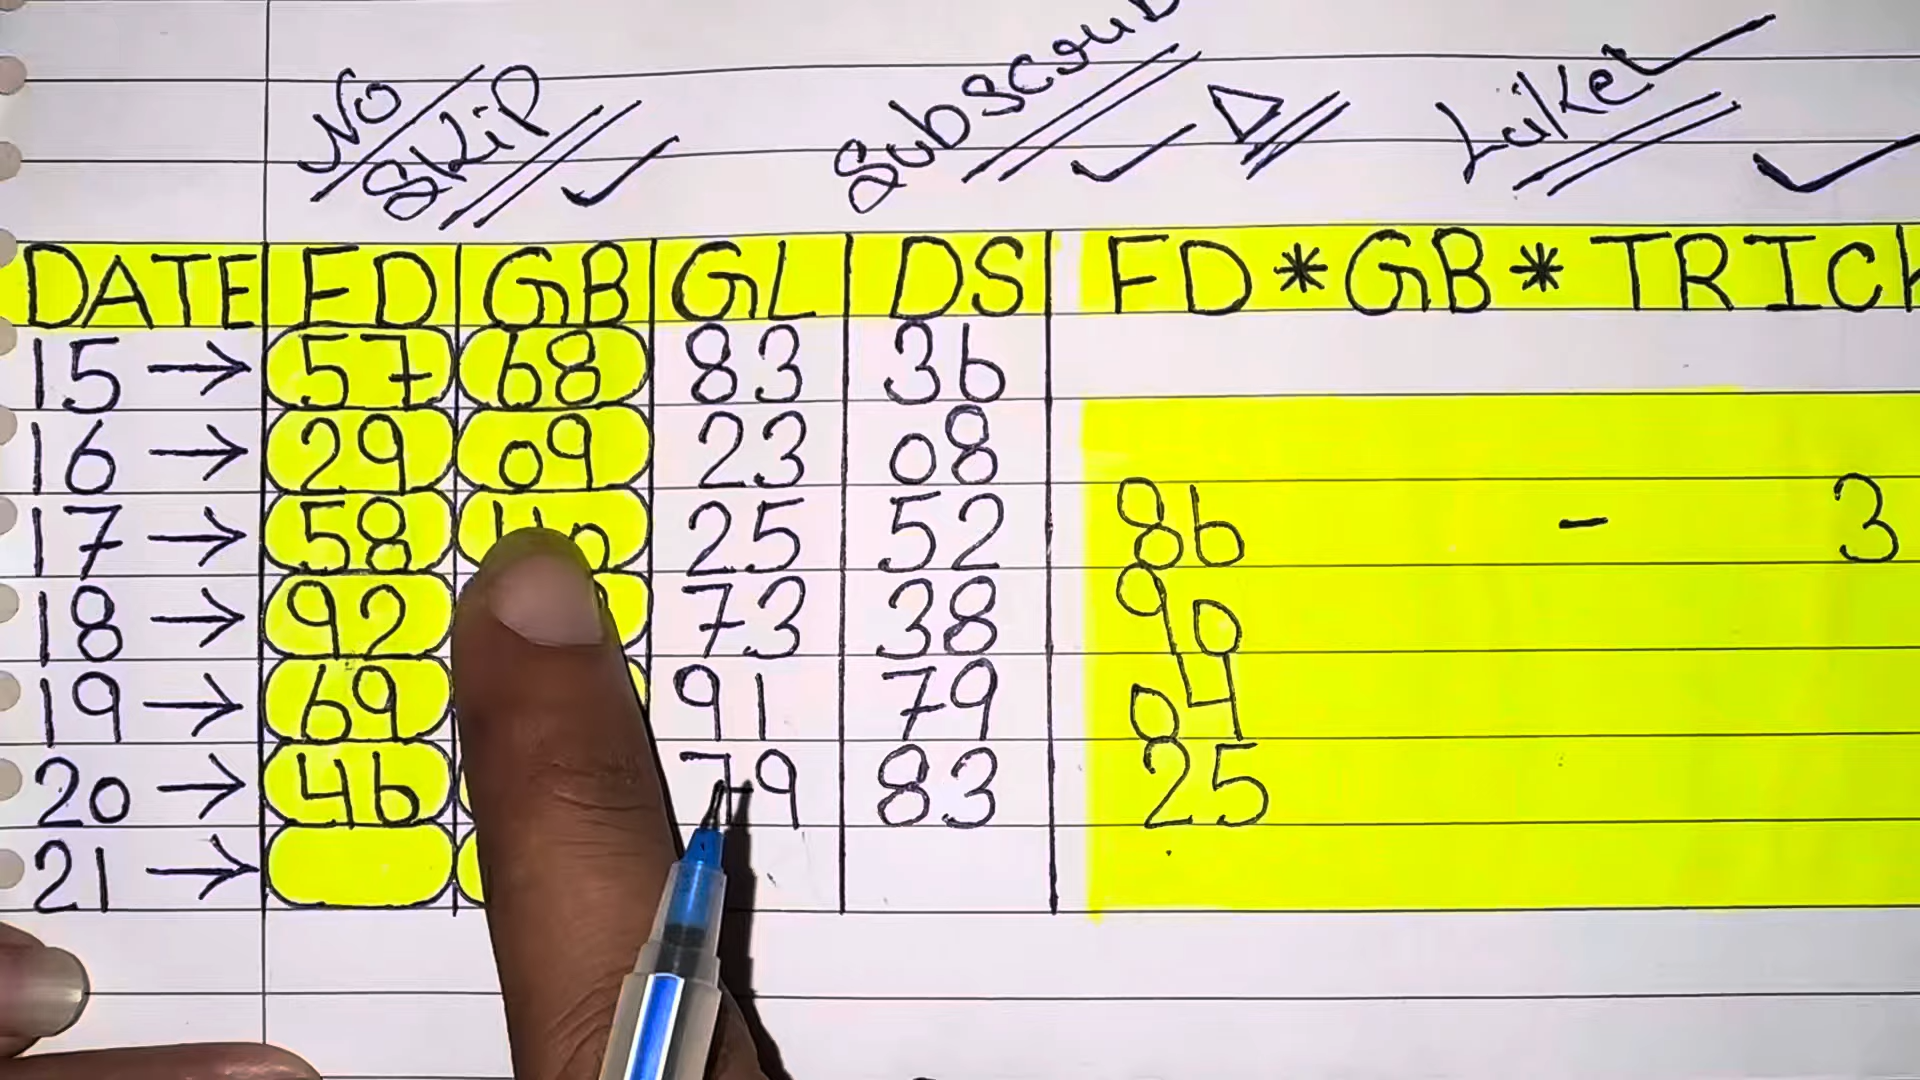 No Skip
Subscrib
Like
DATE FD GB GL DS FD * GB * TRICK
15 → 57 68 83 36
16 → 29 09 23 08
17 → 58 40 25 52 86 - 3
18 → 92 73 38 90
19 → 69 91 79 04
20 → 46 79 83 25
21 →